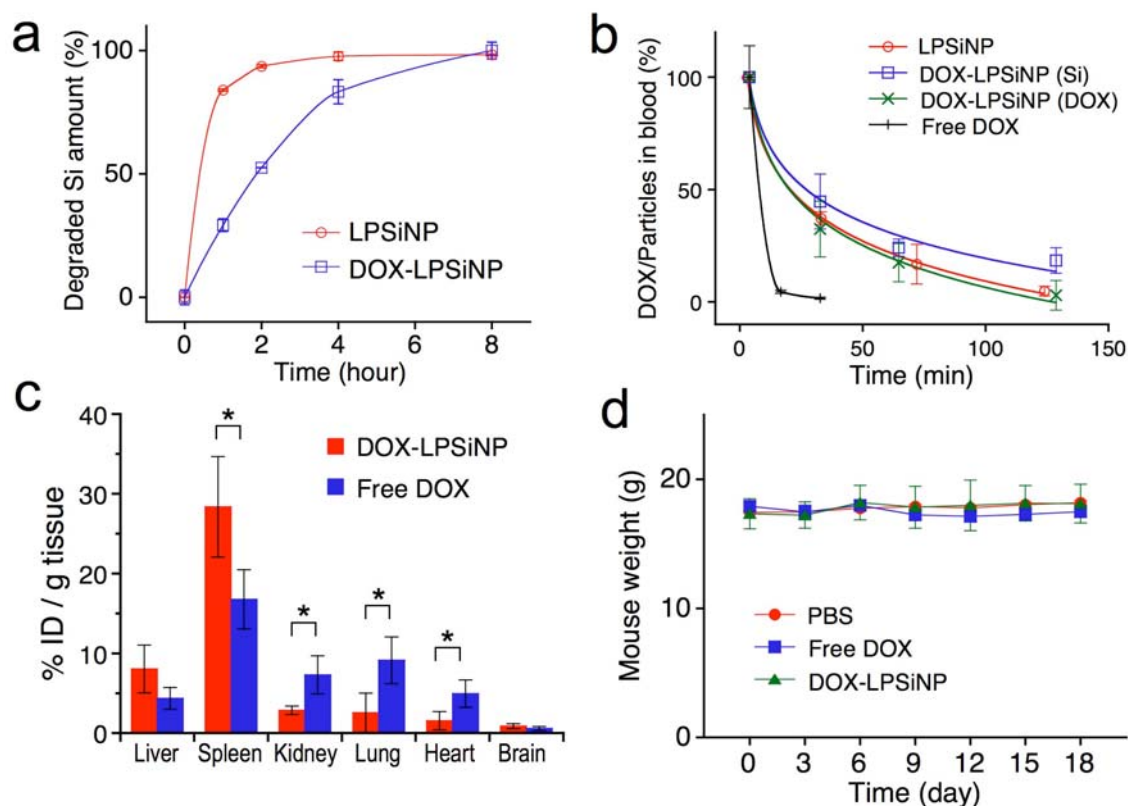 a
Degraded Si amount (%)
100
50
0
LPSiNP
DOX-LPSiNP
0 2 4 6 8
Time (hour)
b
DOX/Particles in blood (%)
100
50
0
LPSiNP
DOX-LPSiNP (Si)
DOX-LPSiNP (DOX)
Free DOX
0 50 100 150
Time (min)
c
% ID / g tissue
40
30
20
10
0
* * * *
DOX-LPSiNP
Free DOX
Liver Spleen Kidney Lung Heart Brain
d
Mouse weight (g)
20
10
0
PBS
Free DOX
DOX-LPSiNP
0 3 6 9 12 15 18
Time (day)